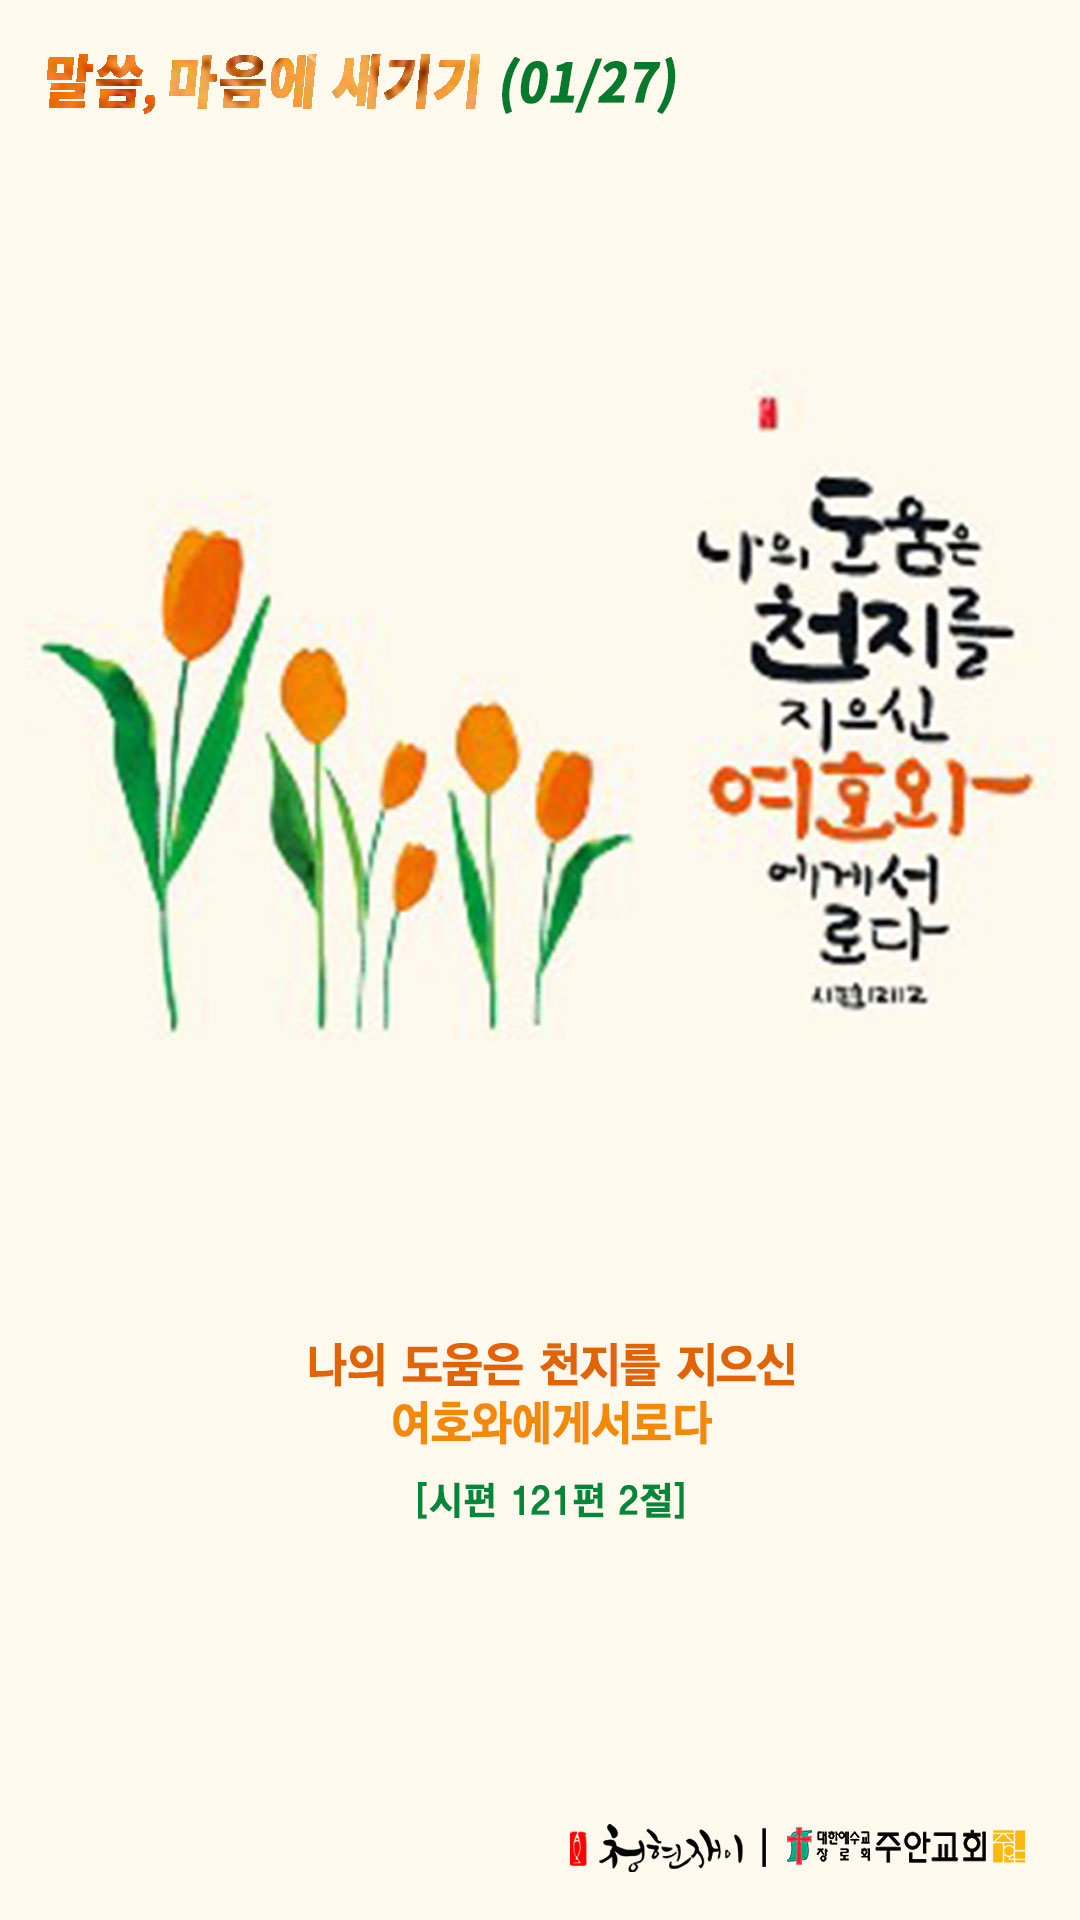 말씀, 마음에 새기기 (01/27)
나의 도움은
천지를
지으신
여호와
에게서
로다
시편121:2
나의 도움은 천지를 지으신
여호와에게서로다
[시편 121편 2절]
청현재이 | 대한예수교
장로회 주안교회